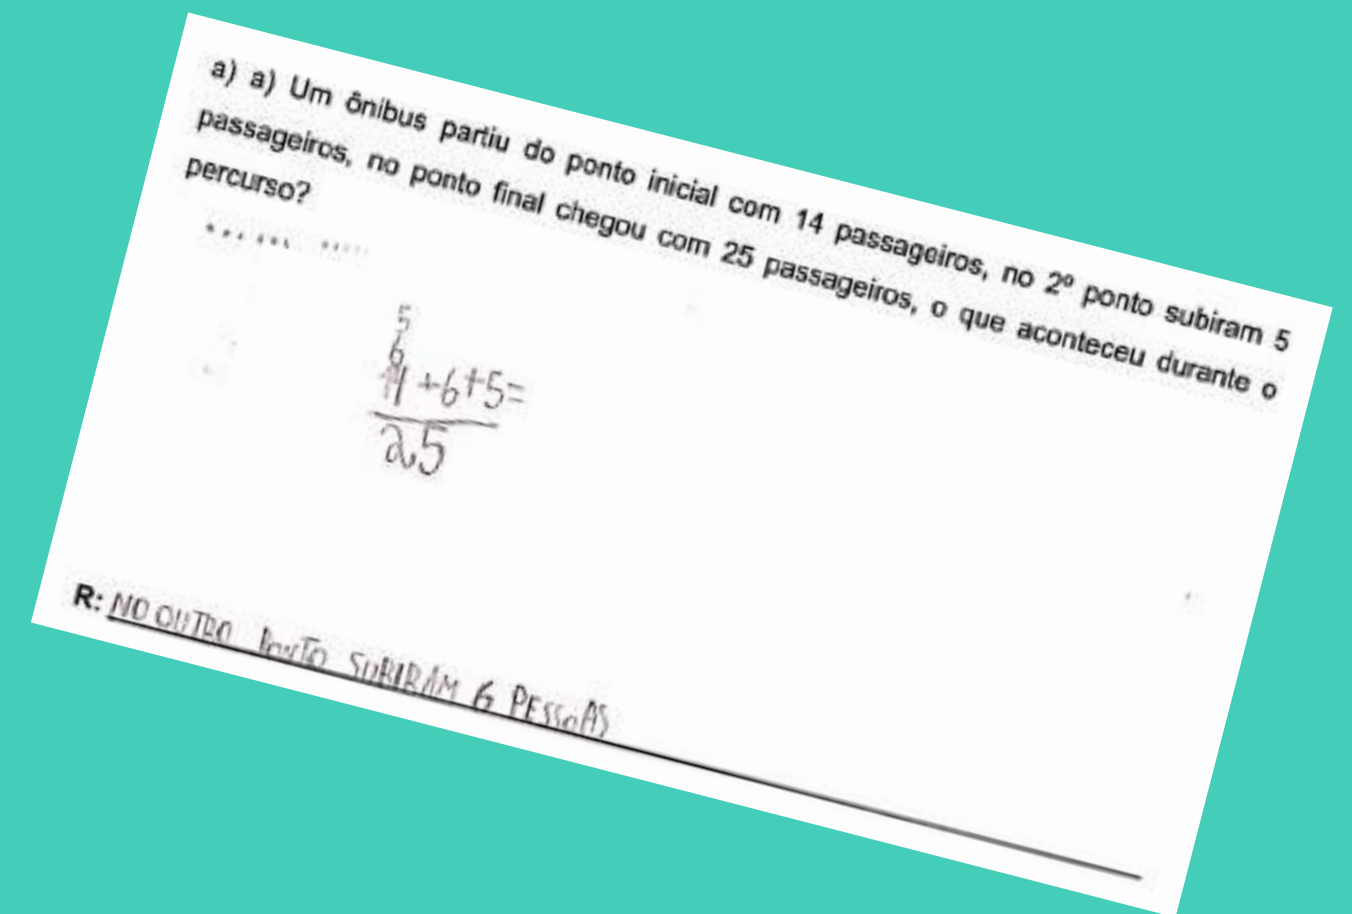 a) a) Um ônibus partiu do ponto inicial com 14 passageiros, no 2º ponto subiram 5
passageiros, no ponto final chegou com 25 passageiros, o que aconteceu durante o
percurso?
5
6
+6+5=
25
R: NO OUTRO PONTO SUBIRAM 6 PESSOAS